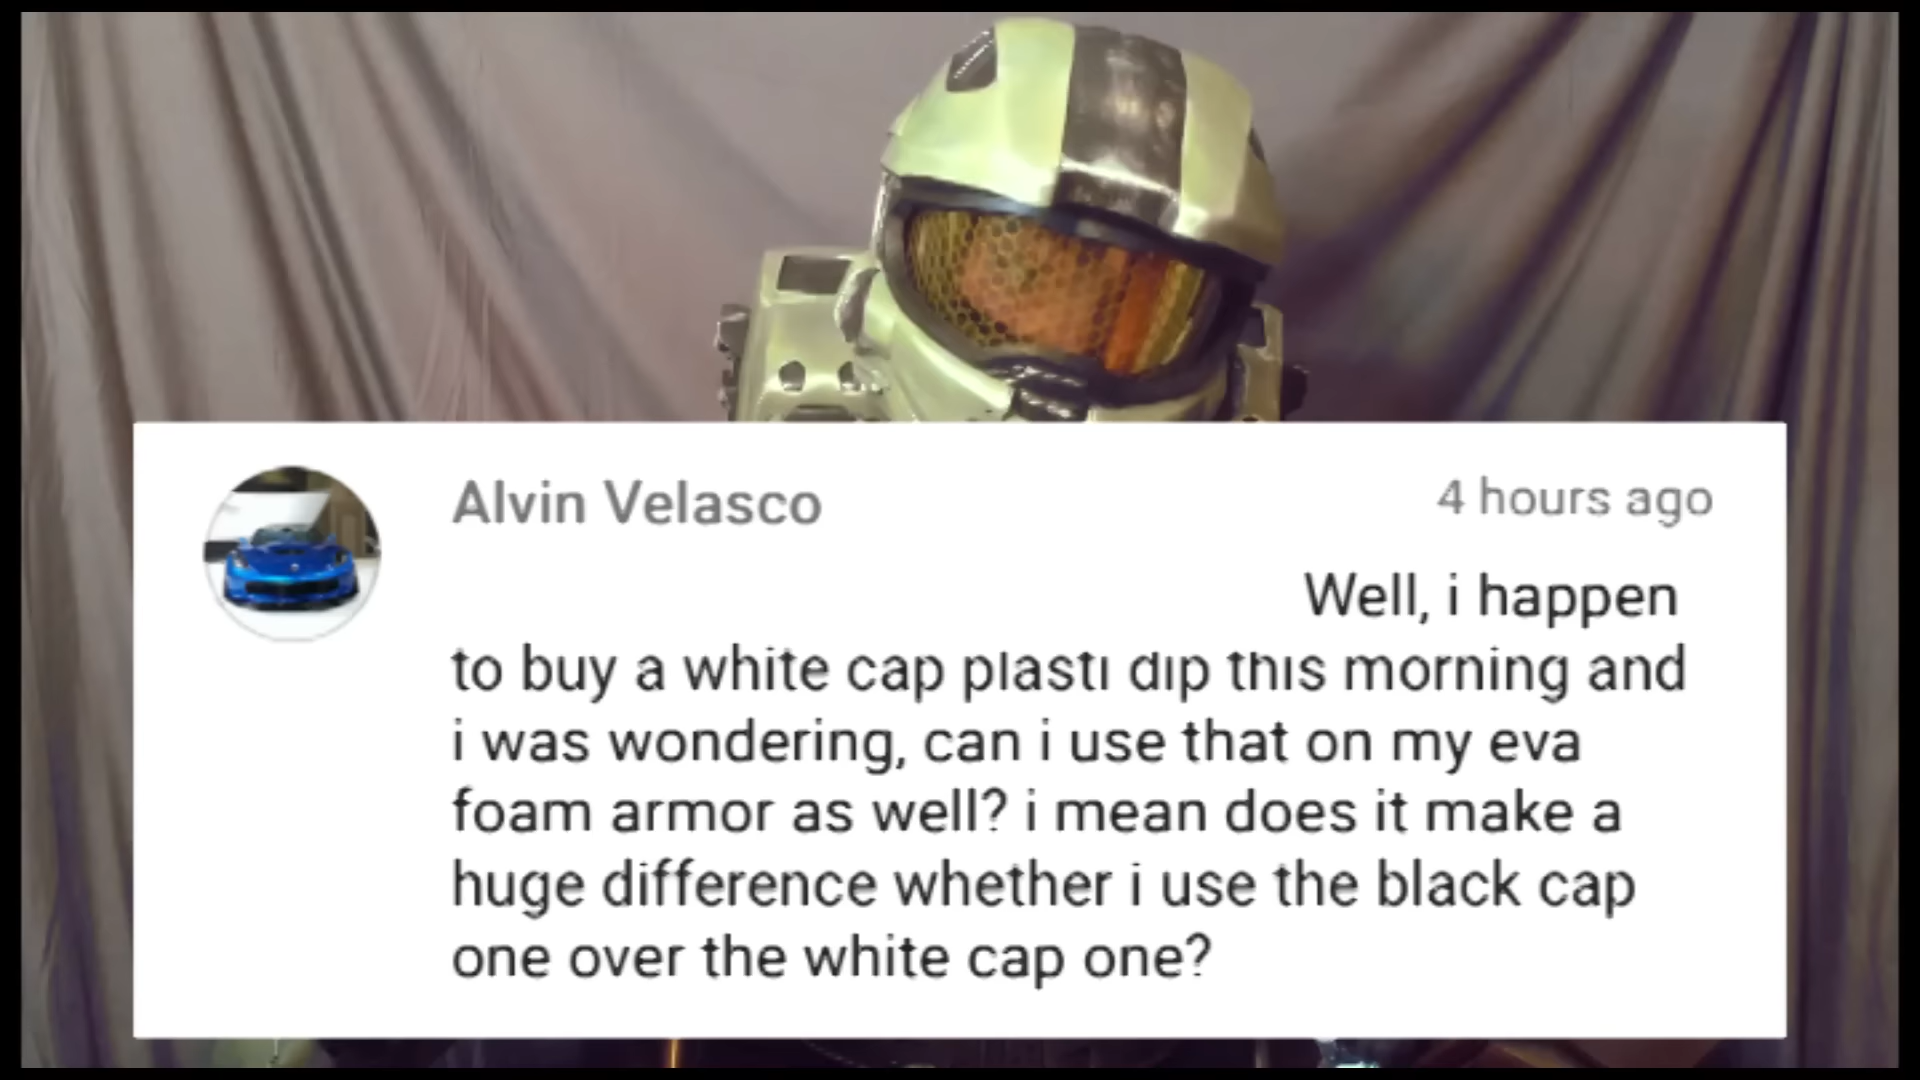 Alvin Velasco
4 hours ago
Well, i happen
to buy a white cap plasti dip this morning and
i was wondering, can i use that on my eva
foam armor as well? i mean does it make a
huge difference whether i use the black cap
one over the white cap one?